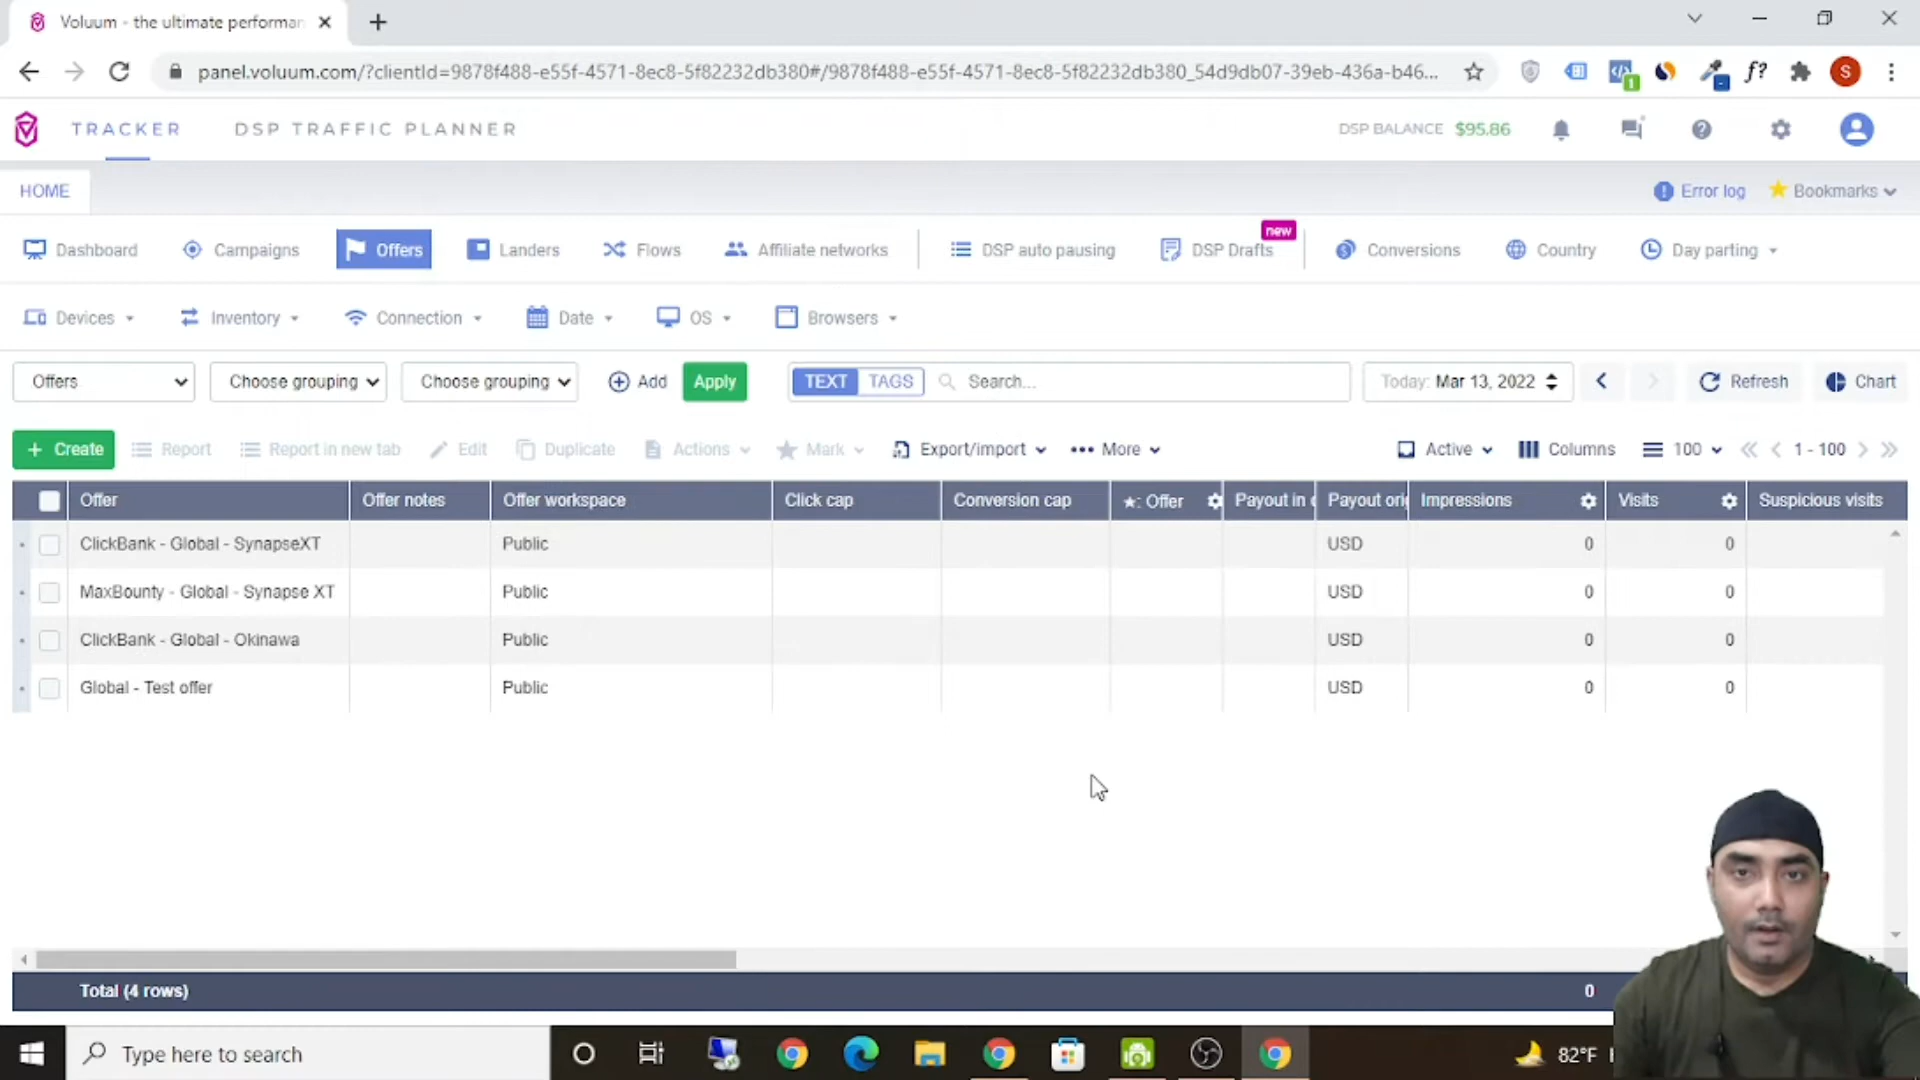 Voluum - the ultimate performan
panel.voluum.com/?clientId=9878f488-e55f-4571-8ec8-5f82232db380#/9878f488-e55f-4571-8ec8-5f82232db380_54d9db07-39eb-436a-b46...
f?
1
S
TRACKER
DSP TRAFFIC PLANNER
DSP BALANCE $95.86
HOME
Error log
Bookmarks
Dashboard
Campaigns
Offers
Landers
Flows
Affiliate networks
DSP auto pausing
DSP Drafts
new
Conversions
Country
Day parting
Devices
Inventory
Connection
Date
OS
Browsers
Offers
Choose grouping
Choose grouping
Add
Apply
TEXT TAGS
Search...
Today: Mar 13, 2022
Refresh
Chart
+ Create
Report
Report in new tab
Edit
Duplicate
Actions
Mark
Export/import
More
Active
Columns
100
1 - 100
Offer Offer notes Offer workspace Click cap Conversion cap ★: Offer Payout in Payout ori Impressions Visits Suspicious visits
ClickBank - Global - SynapseXT Public USD 0 0
MaxBounty - Global - Synapse XT Public USD 0 0
ClickBank - Global - Okinawa Public USD 0 0
Global - Test offer Public USD 0 0
Total (4 rows) 0
Type here to search
82°F